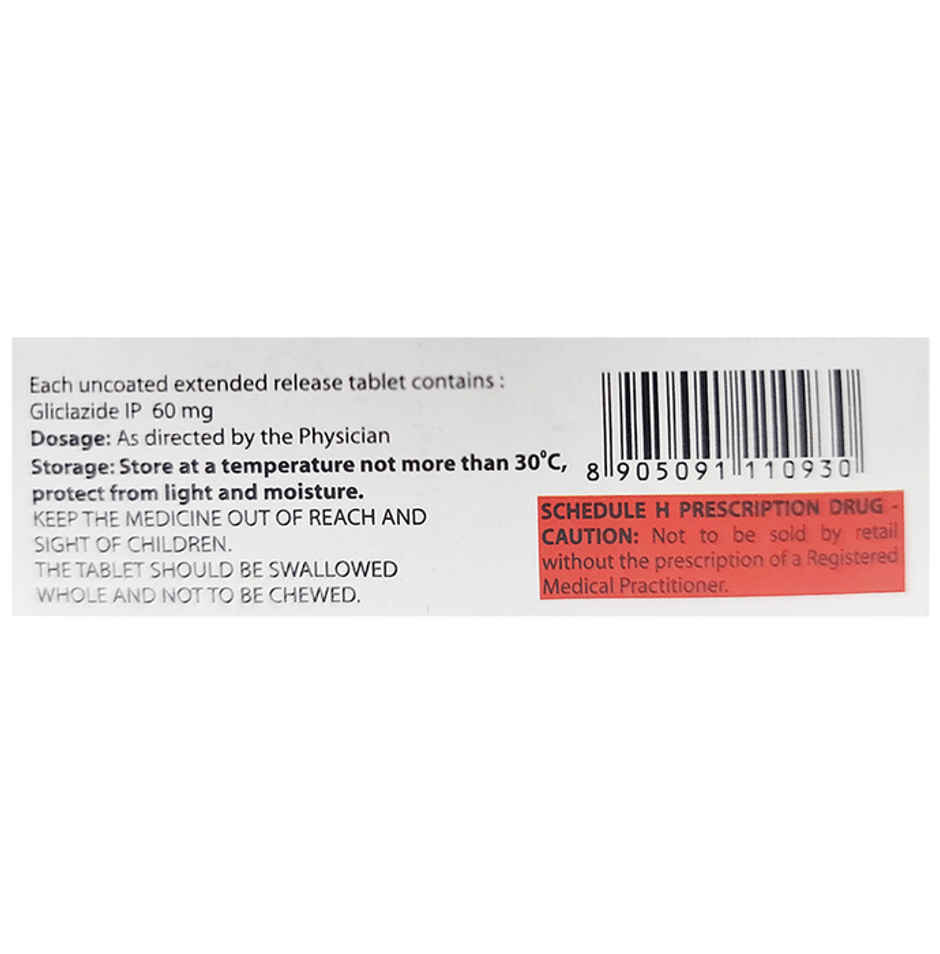 Each uncoated extended release tablet contains :
Gliclazide IP 60 mg
Dosage: As directed by the Physician
Storage: Store at a temperature not more than 30⁰C,
protect from light and moisture.
KEEP THE MEDICINE OUT OF REACH AND
SIGHT OF CHILDREN.
THE TABLET SHOULD BE SWALLOWED
WHOLE AND NOT TO BE CHEWED.
8 905091 110930
SCHEDULE H PRESCRIPTION DRUG -
CAUTION: Not to be sold by retail
without the prescription of a Registered
Medical Practitioner.